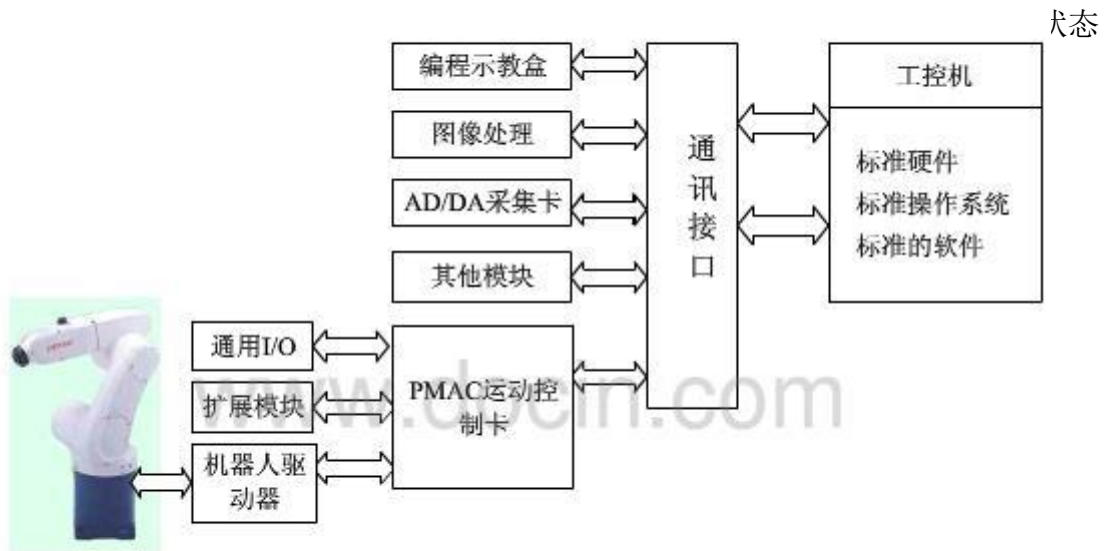 态
编程示教盒
图像处理
AD/DA采集卡
其他模块
通讯接口
工控机
标准硬件
标准操作系统
标准的软件
通用I/O
扩展模块
机器人驱
动器
PMAC运动控
制卡